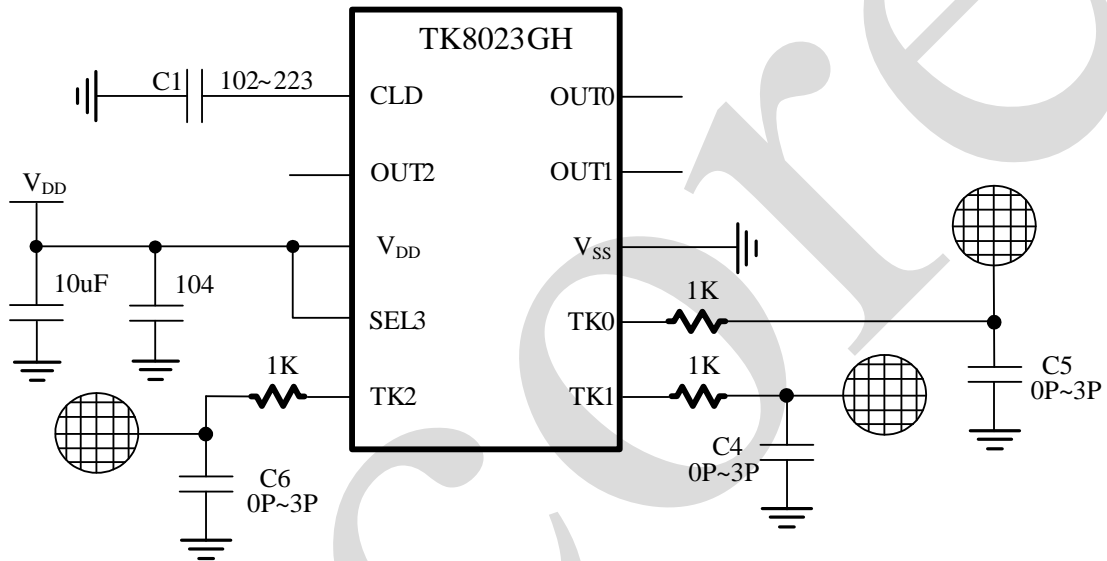 TK8023GH
C1
102~223
CLD
OUT0
OUT2
OUT1
VDD
VDD
VSS
10uF
104
SEL3
1K
TK0
1K
TK2
1K
TK1
C5
0P~3P
C4
0P~3P
C6
0P~3P
core